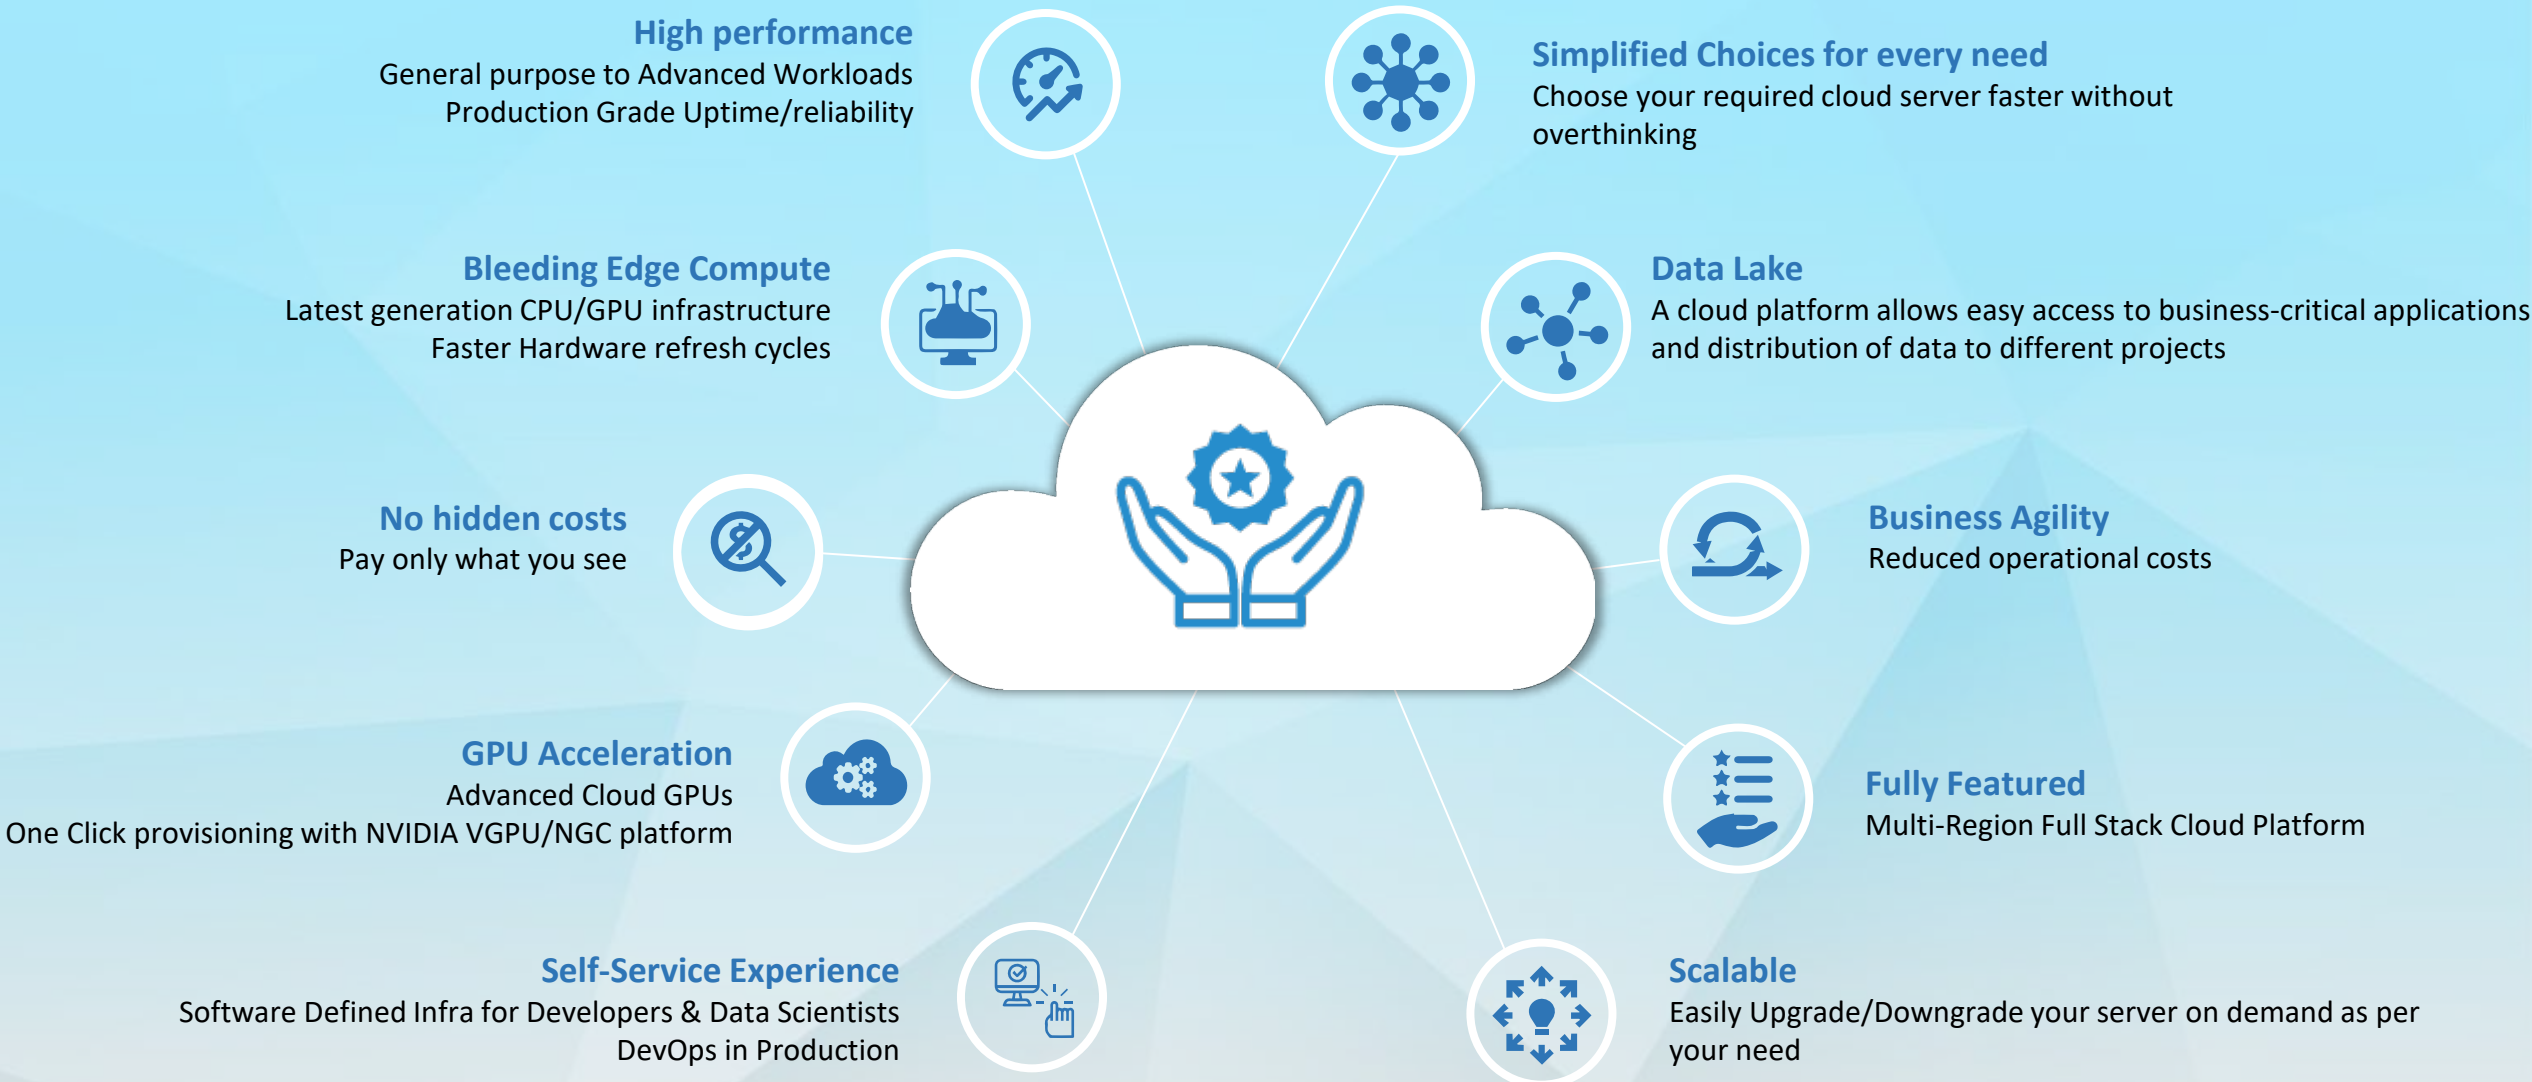 High performance
General purpose to Advanced Workloads
Production Grade Uptime/reliability
Simplified Choices for every need
Choose your required cloud server faster without
overthinking
Bleeding Edge Compute
Latest generation CPU/GPU infrastructure
Faster Hardware refresh cycles
Data Lake
A cloud platform allows easy access to business-critical applications
and distribution of data to different projects
No hidden costs
Pay only what you see
Business Agility
Reduced operational costs
GPU Acceleration
Advanced Cloud GPUs
One Click provisioning with NVIDIA VGPU/NGC platform
Fully Featured
Multi-Region Full Stack Cloud Platform
Self-Service Experience
Software Defined Infra for Developers & Data Scientists
DevOps in Production
Scalable
Easily Upgrade/Downgrade your server on demand as per
your need